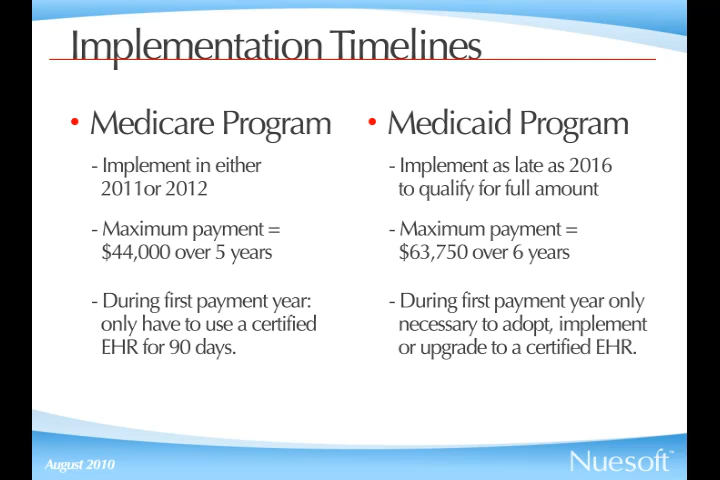 Implementation Timelines
• Medicare Program
- Implement in either
2011or 2012
- Maximum payment =
$44,000 over 5 years
- During first payment year:
only have to use a certified
EHR for 90 days.
• Medicaid Program
- Implement as late as 2016
to qualify for full amount
- Maximum payment =
$63,750 over 6 years
- During first payment year only
necessary to adopt, implement
or upgrade to a certified EHR.
August 2010
Nuesoft™